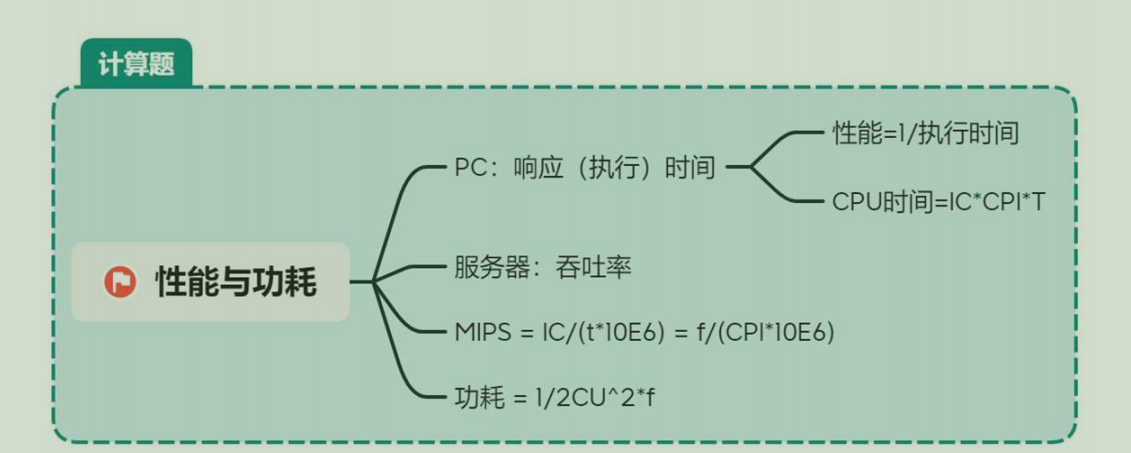 计算题
性能=1/执行时间
PC：响应（执行）时间
CPU时间=IC*CPI*T
服务器：吞吐率
性能与功耗
MIPS = IC/(t*10E6) = f/(CPI*10E6)
功耗 = 1/2CU^2*f